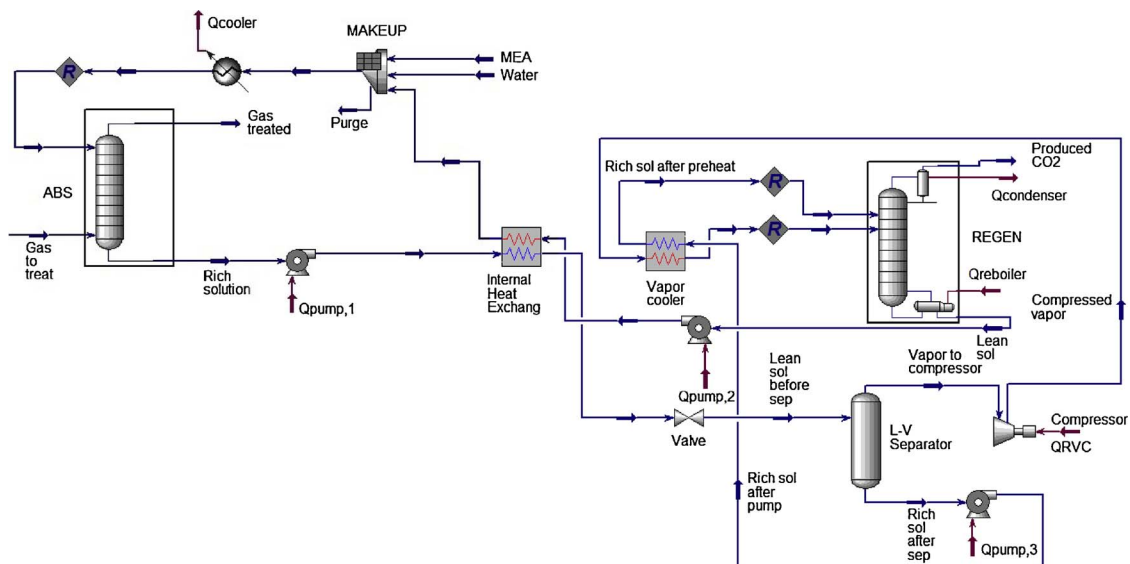 Qcooler
MAKEUP
MEA
Water
R
Purge
Gas
treated
ABS
Gas
to
treat
Rich
solution
Qpump,1
Internal
Heat
Exchang
Rich sol after preheat
R
R
Vapor
cooler
Produced
CO2
Qcondenser
REGEN
Qreboiler
Compressed
vapor
Lean
sol
Qpump,2
Lean
sol
before
sep
Valve
Vapor to
compressor
L-V
Separator
Compressor
QRVC
Rich sol
after
pump
Rich
sol
after
sep
Qpump,3